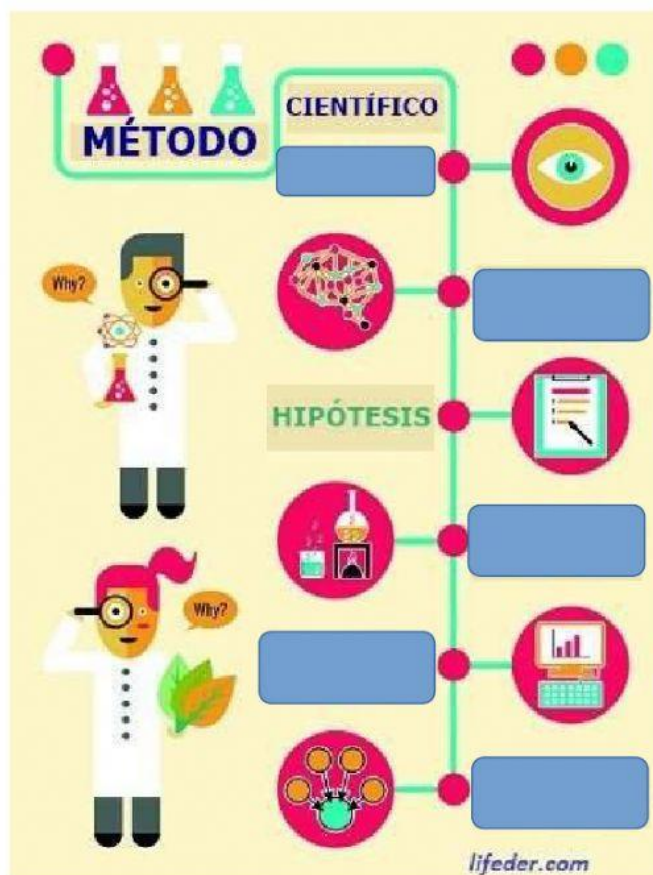 MÉTODO
CIENTÍFICO
Why?
HIPÓTESIS
Why?
lifeder.com